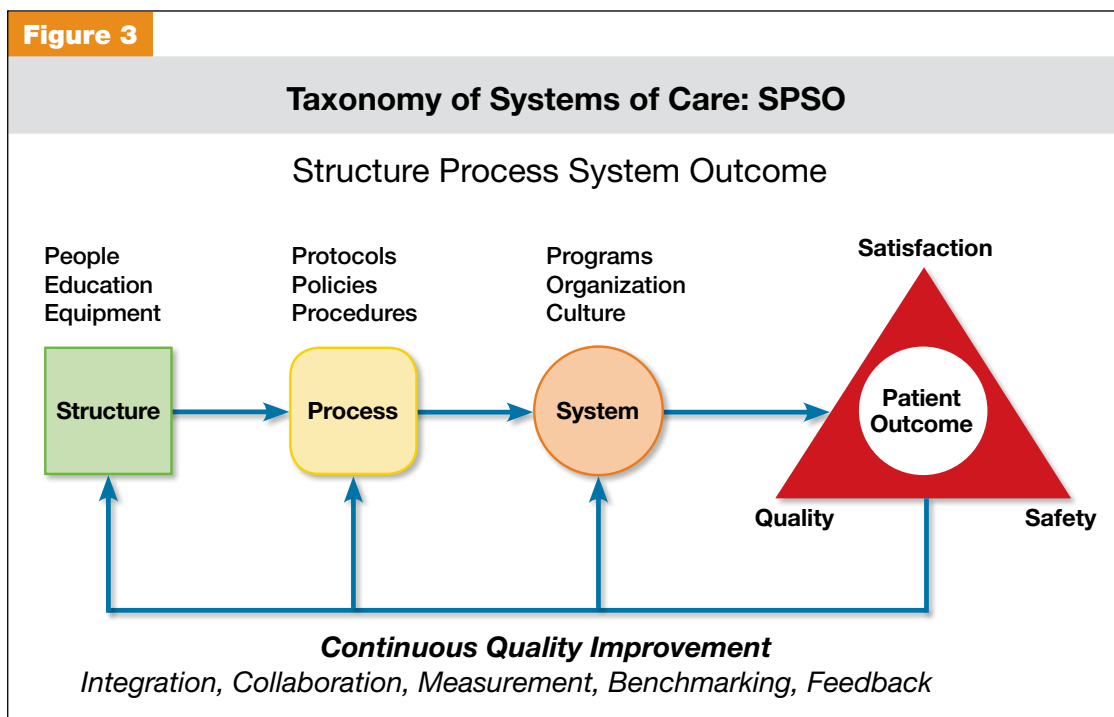 Figure 3
Taxonomy of Systems of Care: SPSO
Structure Process System Outcome
People
Education
Equipment
Protocols
Policies
Procedures
Programs
Organization
Culture
Satisfaction
Structure
Process
System
Patient
Outcome
Quality
Safety
Continuous Quality Improvement
Integration, Collaboration, Measurement, Benchmarking, Feedback